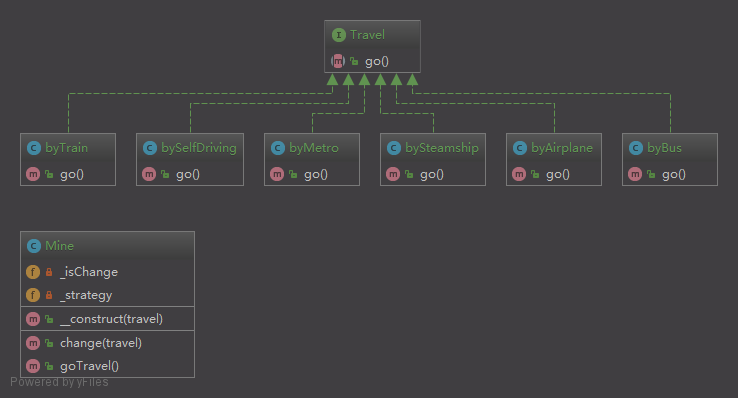 I Travel
m go()
C byTrain
C bySelfDriving
C byMetro
C bySteamship
C byAirplane
C byBus
m go()
m go()
m go()
m go()
m go()
m go()
C Mine
f _isChange
f _strategy
m __construct(travel)
m change(travel)
m goTravel()
Powered by yFiles